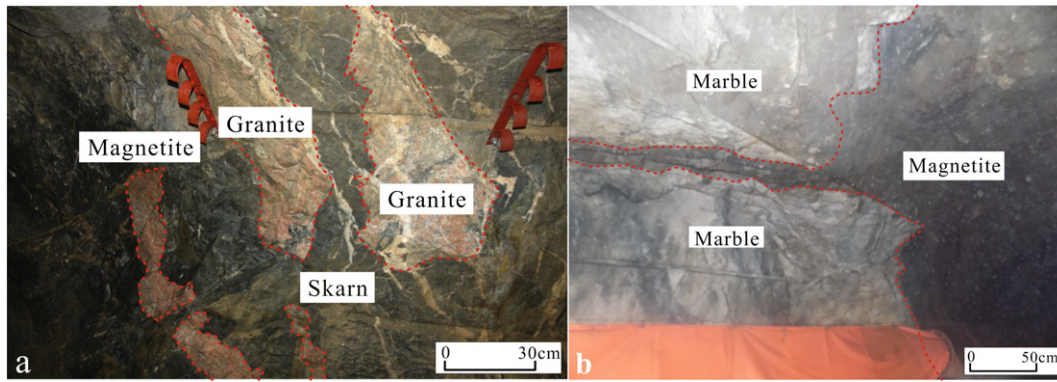 Granite
Magnetite
Granite
Skarn
a
0 30cm
Marble
Magnetite
Marble
b
0 50cm